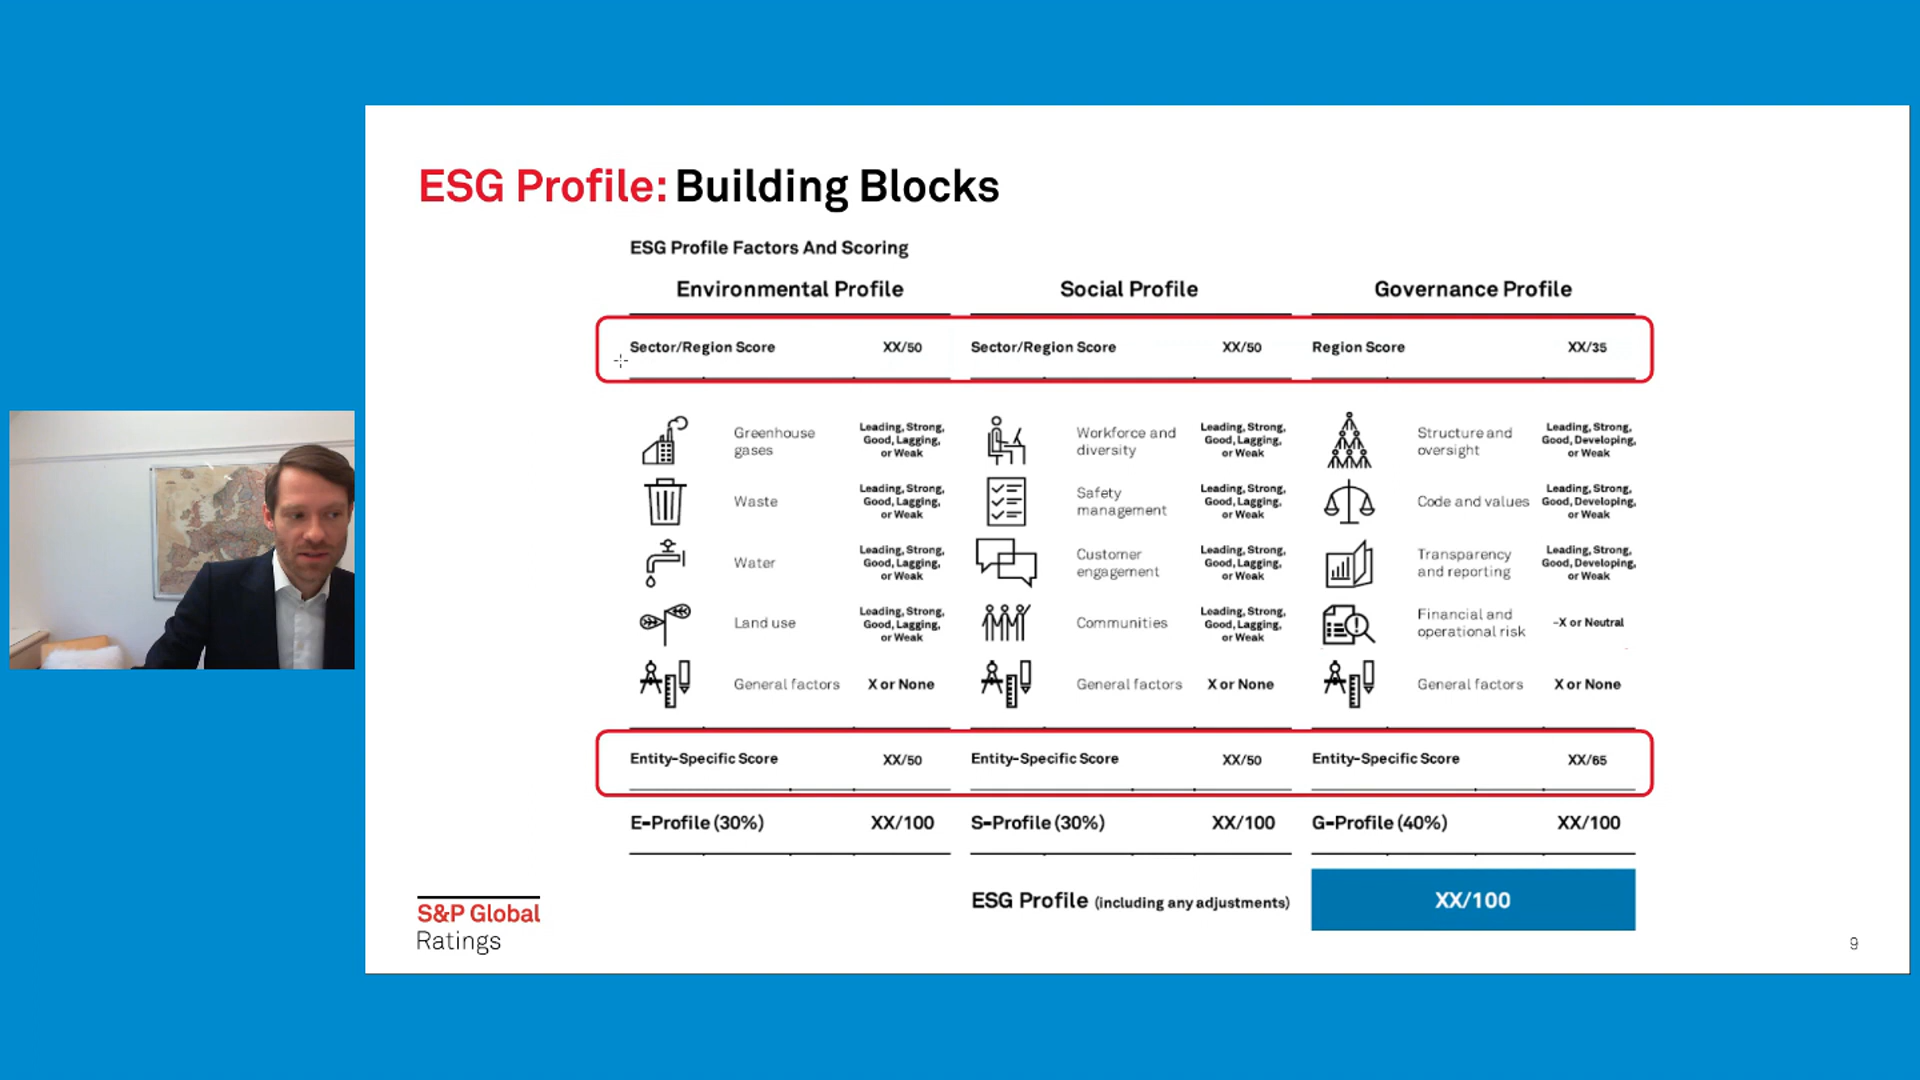 ESG Profile: Building Blocks
ESG Profile Factors And Scoring
Environmental Profile
Social Profile
Governance Profile
Sector/Region Score XX/50
Sector/Region Score XX/50
Region Score XX/35
Greenhouse
gases
Leading, Strong,
Good, Lagging,
or Weak
Workforce and
diversity
Leading, Strong,
Good, Lagging,
or Weak
Structure and
oversight
Leading, Strong,
Good, Developing,
or Weak
Waste
Leading, Strong,
Good, Lagging,
or Weak
Safety
management
Leading, Strong,
Good, Lagging,
or Weak
Code and values
Leading, Strong,
Good, Developing,
or Weak
Water
Leading, Strong,
Good, Lagging,
or Weak
Customer
engagement
Leading, Strong,
Good, Lagging,
or Weak
Transparency
and reporting
Leading, Strong,
Good, Developing,
or Weak
Land use
Leading, Strong,
Good, Lagging,
or Weak
Communities
Leading, Strong,
Good, Lagging,
or Weak
Financial and
operational risk
-X or Neutral
General factors X or None
General factors X or None
General factors X or None
Entity-Specific Score XX/50
Entity-Specific Score XX/50
Entity-Specific Score XX/65
E-Profile (30%) XX/100
S-Profile (30%) XX/100
G-Profile (40%) XX/100
ESG Profile (including any adjustments) XX/100
S&P Global
Ratings
9